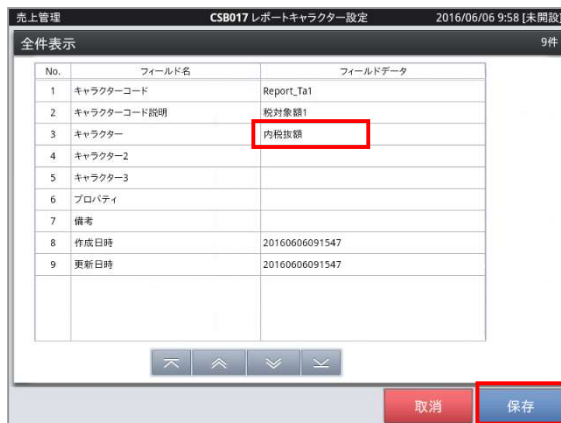 売上管理 CSB017 レポートキャラクター設定 2016/06/06 9:58 [未開設]
全件表示 9件
No. フィールド名 フィールドデータ
1 キャラクターコード Report_Ta1
2 キャラクターコード説明 税対象額1
3 キャラクター 内税抜額
4 キャラクター2
5 キャラクター3
6 プロパティ
7 備考
8 作成日時 20160606091547
9 更新日時 20160606091547
取消 保存